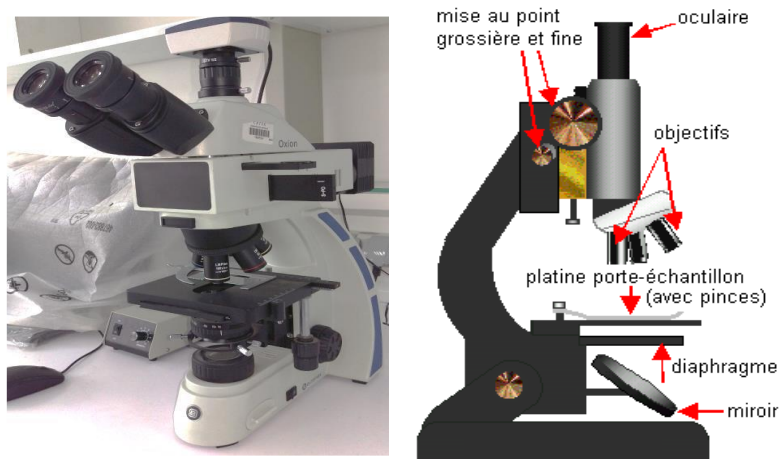 Oxion
mise au point
grossière et fine
oculaire
objectifs
platine porte-échantillon
(avec pinces)
diaphragme
miroir